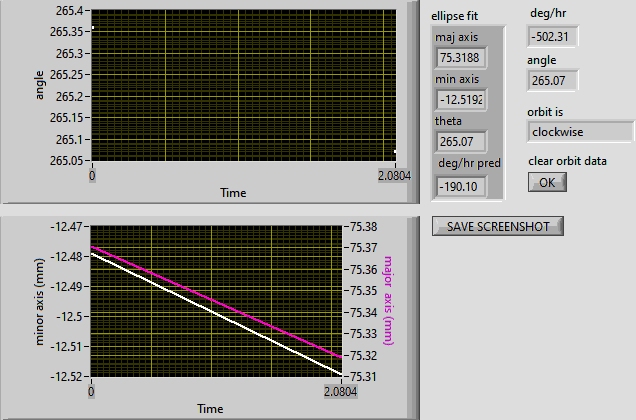 265.4
265.35
265.3
265.25
265.2
265.15
265.1
265.05
angle
0
2.0804
Time
ellipse fit
maj axis
75.3188
min axis
-12.5192
theta
265.07
deg/hr pred
-190.10
deg/hr
-502.31
angle
265.07
orbit is
clockwise
clear orbit data
OK
SAVE SCREENSHOT
-12.47
-12.48
-12.49
-12.5
-12.51
-12.52
minor axis (mm)
75.38
75.37
75.36
75.35
75.34
75.33
75.32
75.31
major axis (mm)
0
2.0804
Time